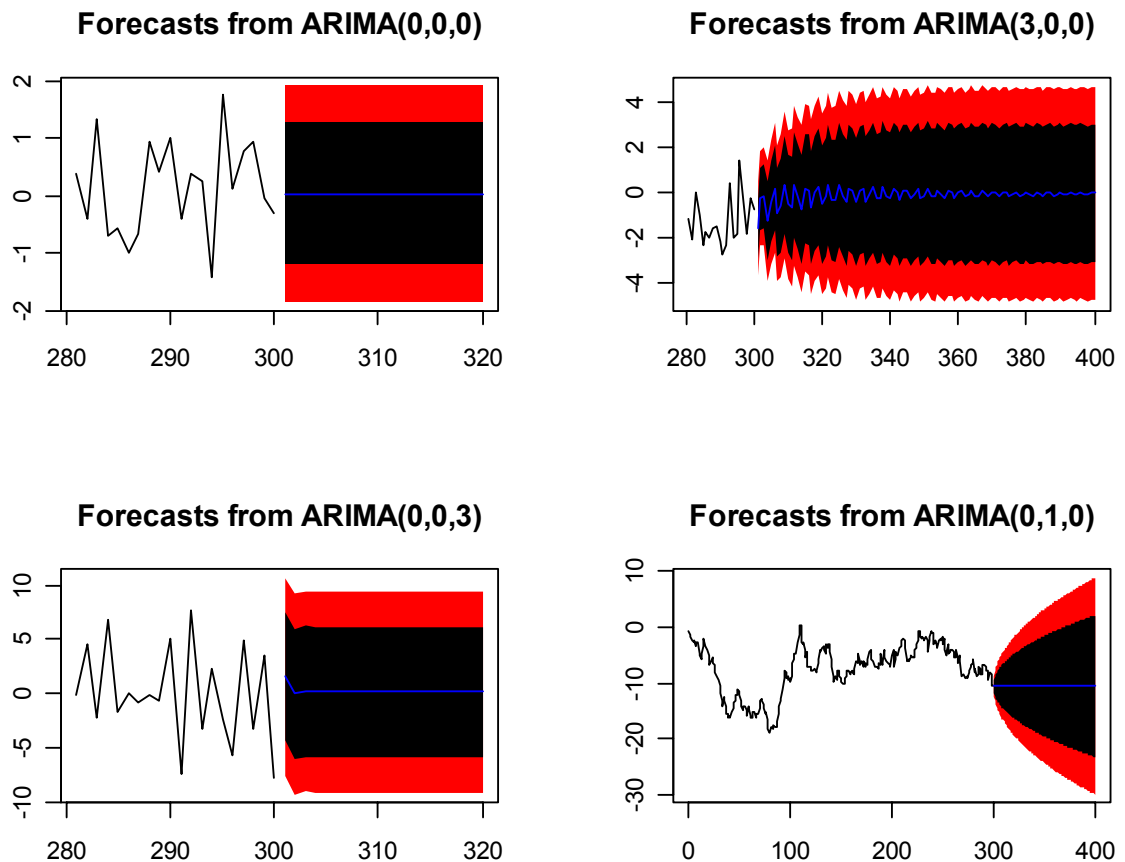 Forecasts from ARIMA(0,0,0)
2
1
0
-1
-2
280 290 300 310 320
Forecasts from ARIMA(3,0,0)
4
2
0
-2
-4
280 300 320 340 360 380 400
Forecasts from ARIMA(0,0,3)
10
5
0
-5
-10
280 290 300 310 320
Forecasts from ARIMA(0,1,0)
10
0
-10
-20
-30
0 100 200 300 400